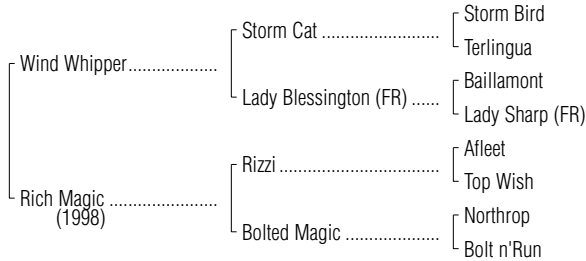 Storm Bird
Storm Cat ..........................
Terlingua
Wind Whipper....................
Baillamont
Lady Blessington (FR) ......
Lady Sharp (FR)
Afleet
Rizzi ...................................
Top Wish
Rich Magic ........................
(1998)
Northrop
Bolted Magic .....................
Bolt n'Run